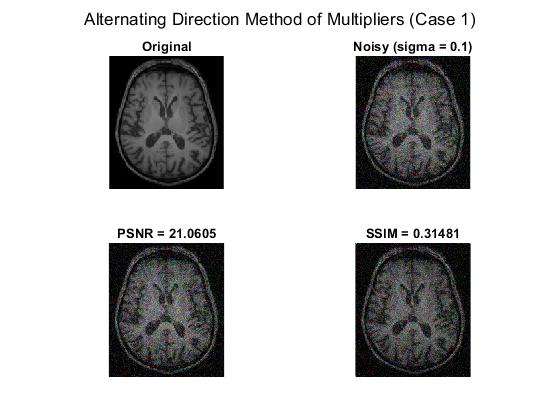 Alternating Direction Method of Multipliers (Case 1)
Original
Noisy (sigma = 0.1)
PSNR = 21.0605
SSIM = 0.31481